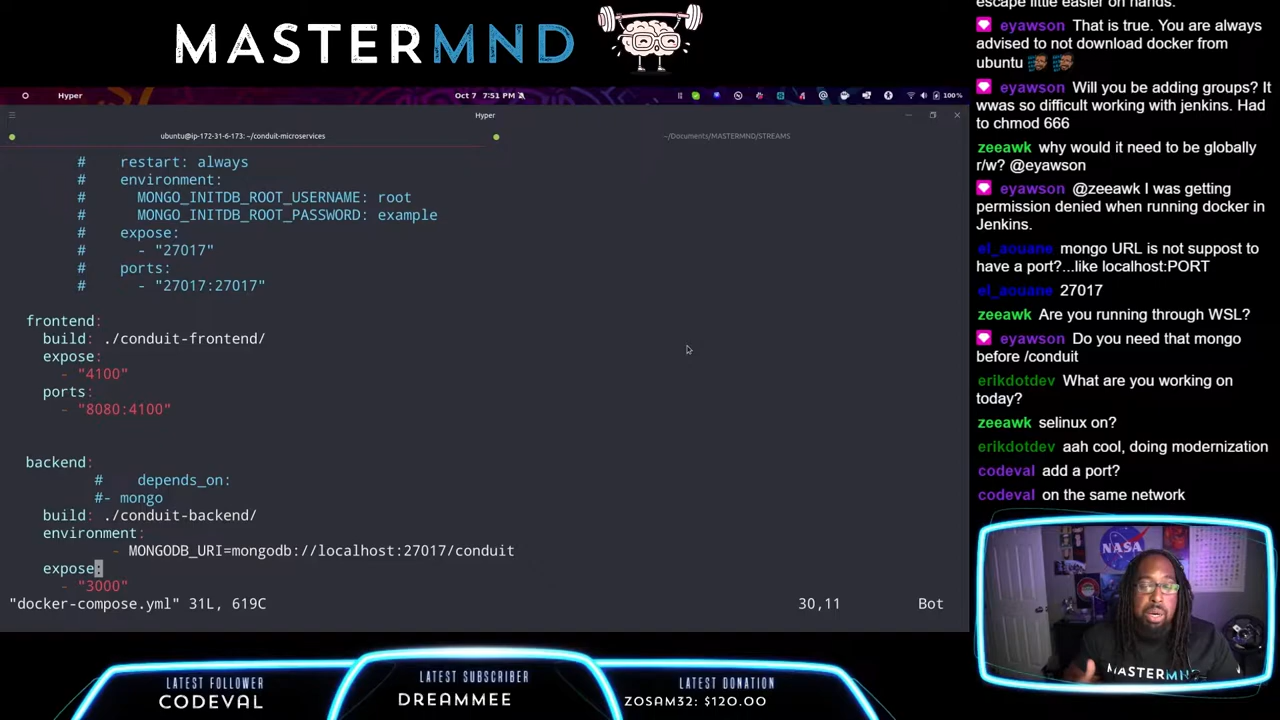 MASTERMND
Hyper
Oct 7 7:51 PM
100%
Hyper
ubuntu@ip-172-31-6-173: ~/conduit-microservices
~/Documents/MASTERMND/STREAMS
# restart: always
# environment:
# MONGO_INITDB_ROOT_USERNAME: root
# MONGO_INITDB_ROOT_PASSWORD: example
# expose:
# - "27017"
# ports:
# - "27017:27017"
frontend:
build: ./conduit-frontend/
expose:
- "4100"
ports:
- "8080:4100"
backend:
# depends_on:
#- mongo
build: ./conduit-backend/
environment:
- MONGODB_URI=mongodb://localhost:27017/conduit
expose:
- "3000"
"docker-compose.yml" 31L, 619C
30,11
Bot
escape little easier on hands.
eyawson That is true. You are always
advised to not download docker from
ubuntu
eyawson Will you be adding groups? It
wwas so difficult working with jenkins. Had
to chmod 666
zeeawk why would it need to be globally
r/w? @eyawson
eyawson @zeeawk I was getting
permission denied when running docker in
Jenkins.
el_aouane mongo URL is not suppost to
have a port?...like localhost:PORT
el_aouane 27017
zeeawk Are you running through WSL?
eyawson Do you need that mongo
before /conduit
erikdotdev What are you working on
today?
zeeawk selinux on?
erikdotdev aah cool, doing modernization
codeval add a port?
codeval on the same network
NASA
MASTERMND
LATEST FOLLOWER
CODEVAL
LATEST SUBSCRIBER
DREAMMEE
LATEST DONATION
ZOSAM32: $120.00